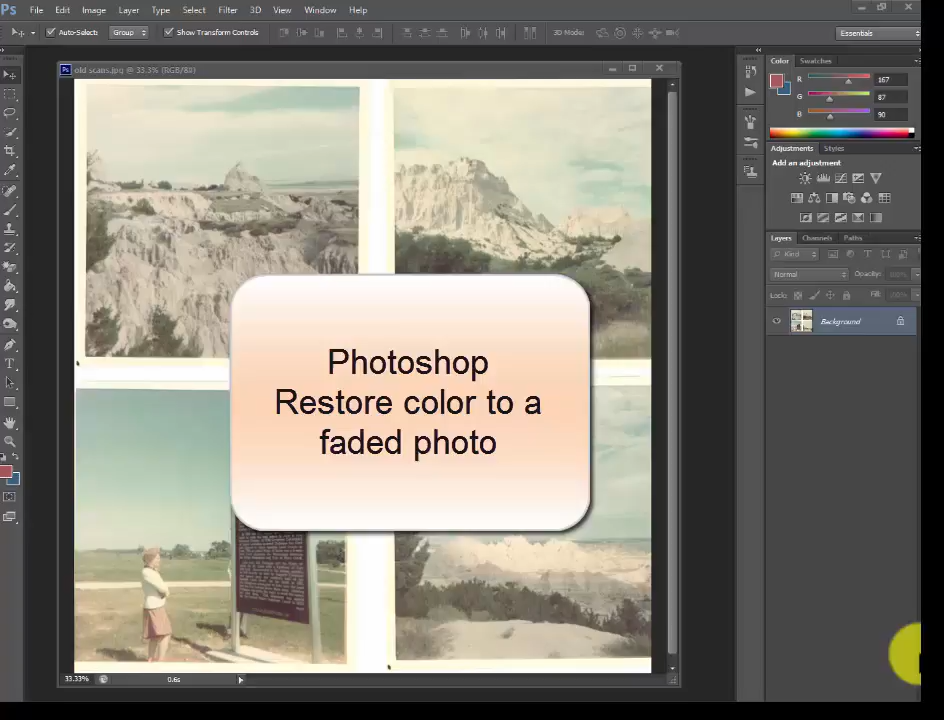 Ps File Edit Image Layer Type Select Filter 3D View Window Help
Auto-Select: Group Show Transform Controls 3D Mode: Essentials
Ps old scans.jpg @ 33.3% (RGB/8#)
Color Swatches
R 167
G 87
B 90
Adjustments Styles
Add an adjustment
Layers Channels Paths
Kind
Normal Opacity: 100%
Lock: Fill: 100%
Background
Photoshop
Restore color to a
faded photo
33.33% 0.6s